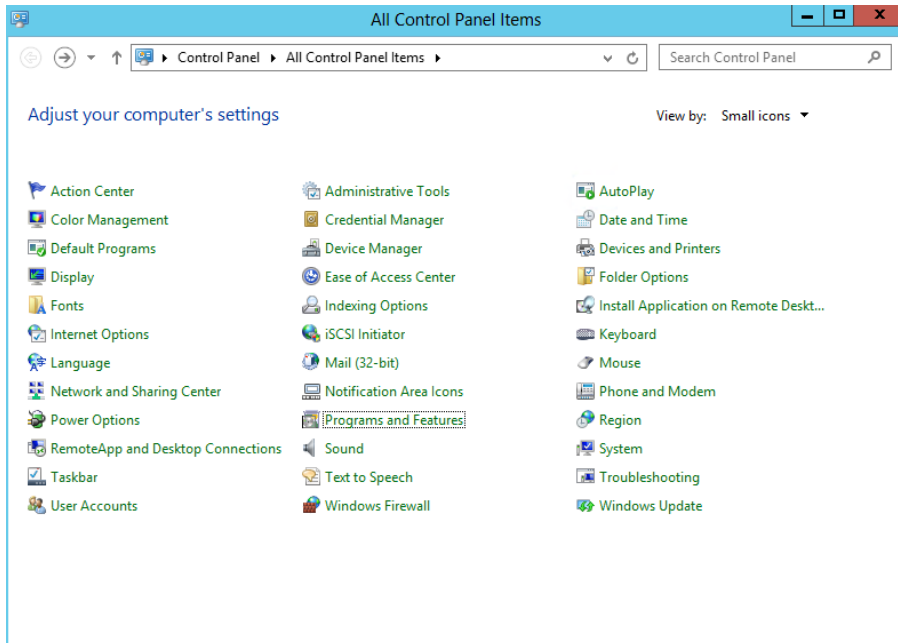 All Control Panel Items
Control Panel All Control Panel Items Search Control Panel
Adjust your computer's settings View by: Small icons
Action Center Administrative Tools AutoPlay
Color Management Credential Manager Date and Time
Default Programs Device Manager Devices and Printers
Display Ease of Access Center Folder Options
Fonts Indexing Options Install Application on Remote Deskt...
Internet Options iSCSI Initiator Keyboard
Language Mail (32-bit) Mouse
Network and Sharing Center Notification Area Icons Phone and Modem
Power Options Programs and Features Region
RemoteApp and Desktop Connections Sound System
Taskbar Text to Speech Troubleshooting
User Accounts Windows Firewall Windows Update